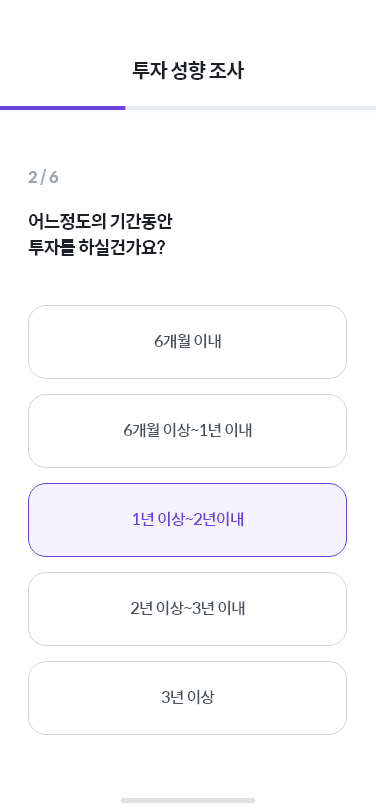 투자 성향 조사
2 / 6
어느정도의 기간동안
투자를 하실건가요?
6개월 이내
6개월 이상~1년 이내
1년 이상~2년이내
2년 이상~3년 이내
3년 이상